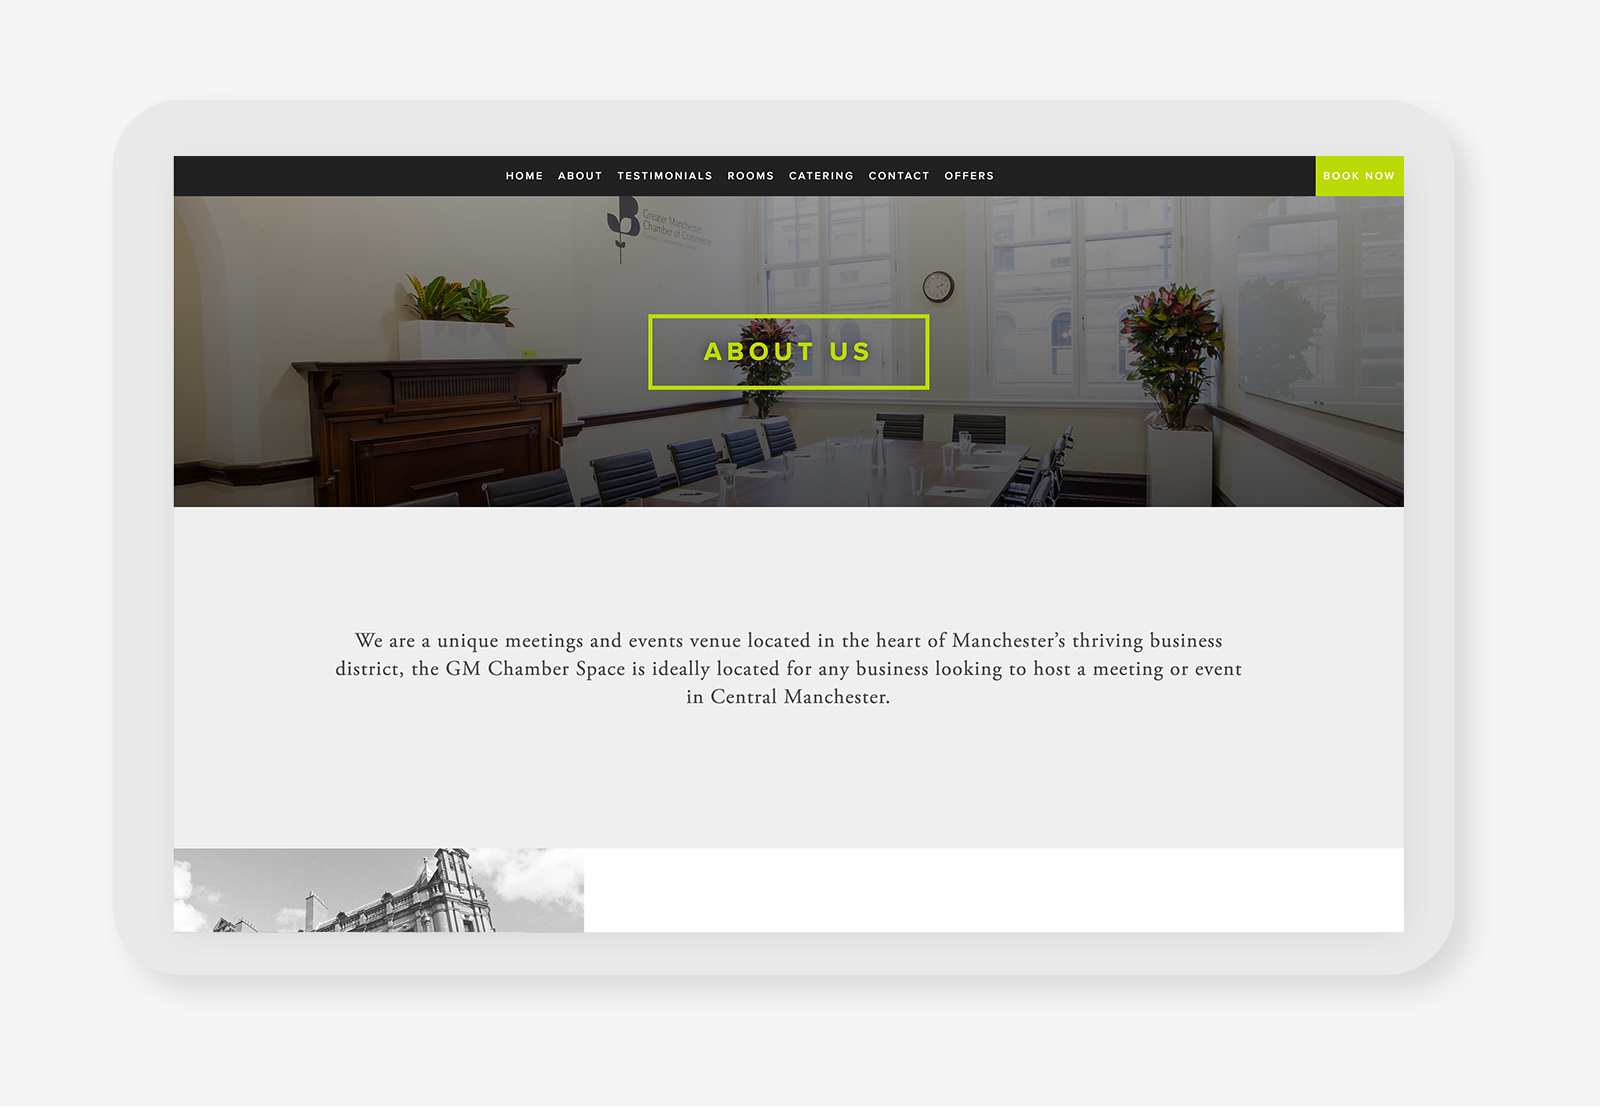 HOME ABOUT TESTIMONIALS ROOMS CATERING CONTACT OFFERS
BOOK NOW
Greater Manchester
Chamber of Commerce
ABOUT US
We are a unique meetings and events venue located in the heart of Manchester’s thriving business
district, the GM Chamber Space is ideally located for any business looking to host a meeting or event
in Central Manchester.